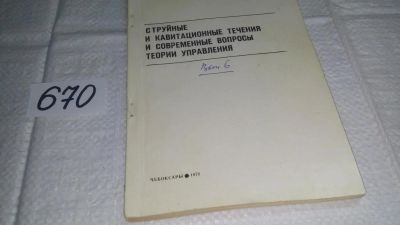 СТРУЙНЫЕ
И КАВИТАЦИОННЫЕ ТЕЧЕНИЯ
И СОВРЕМЕННЫЕ ВОПРОСЫ
ТЕОРИИ УПРАВЛЕНИЯ
670
ЧЕБОКСАРЫ